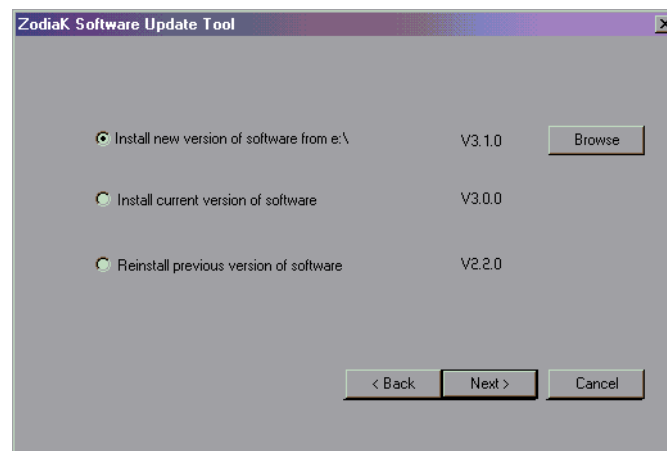 ZodiaK Software Update Tool
Install new version of software from e:\ V3.1.0 Browse
Install current version of software V3.0.0
Reinstall previous version of software V2.2.0
< Back Next > Cancel